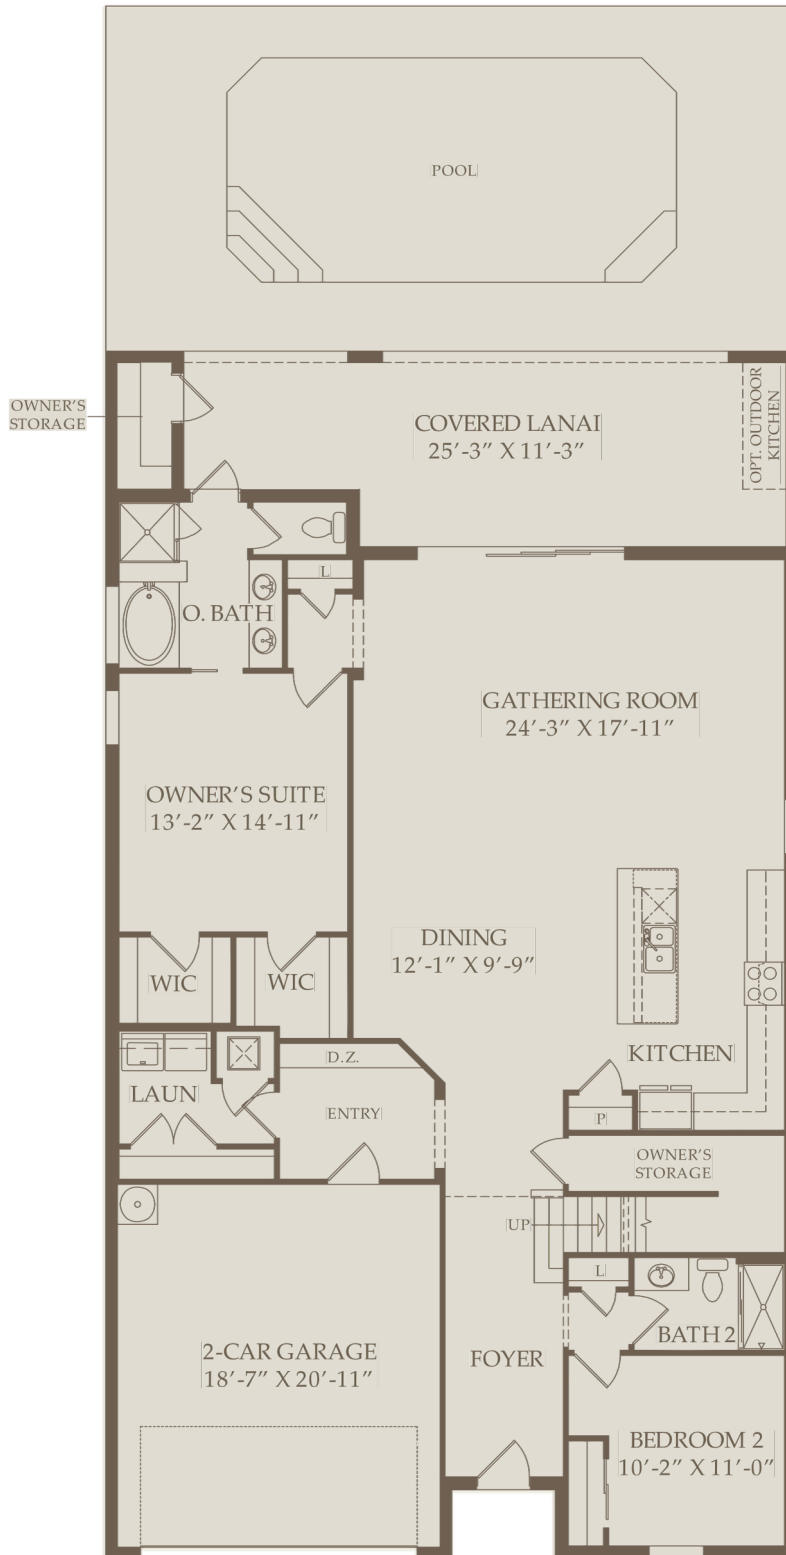 POOL
OWNER'S
STORAGE
COVERED LANAI
25'-3" X 11'-3"
OPT. OUTDOOR
KITCHEN
L
O. BATH
GATHERING ROOM
24'-3" X 17'-11"
OWNER'S SUITE
13'-2" X 14'-11"
DINING
12'-1" X 9'-9"
WIC
WIC
KITCHEN
D.Z.
LAUN
ENTRY
P
OWNER'S
STORAGE
UP
L
BATH 2
2-CAR GARAGE
18'-7" X 20'-11"
FOYER
BEDROOM 2
10'-2" X 11'-0"